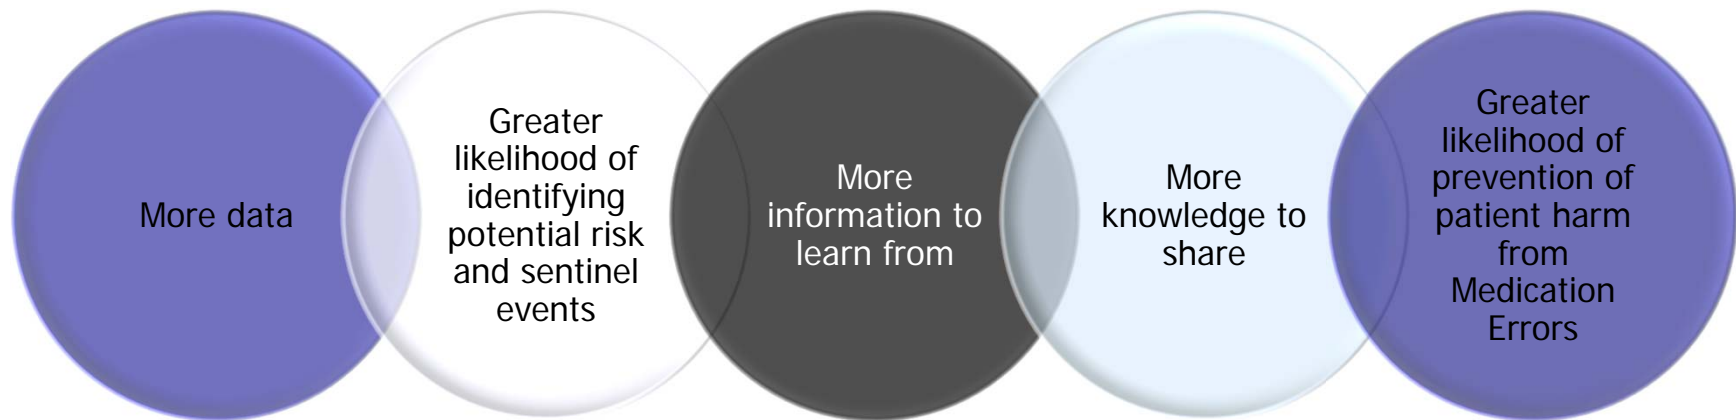 More data
Greater
likelihood of
identifying
potential risk
and sentinel
events
More
information to
learn from
More
knowledge to
share
Greater
likelihood of
prevention of
patient harm
from
Medication
Errors